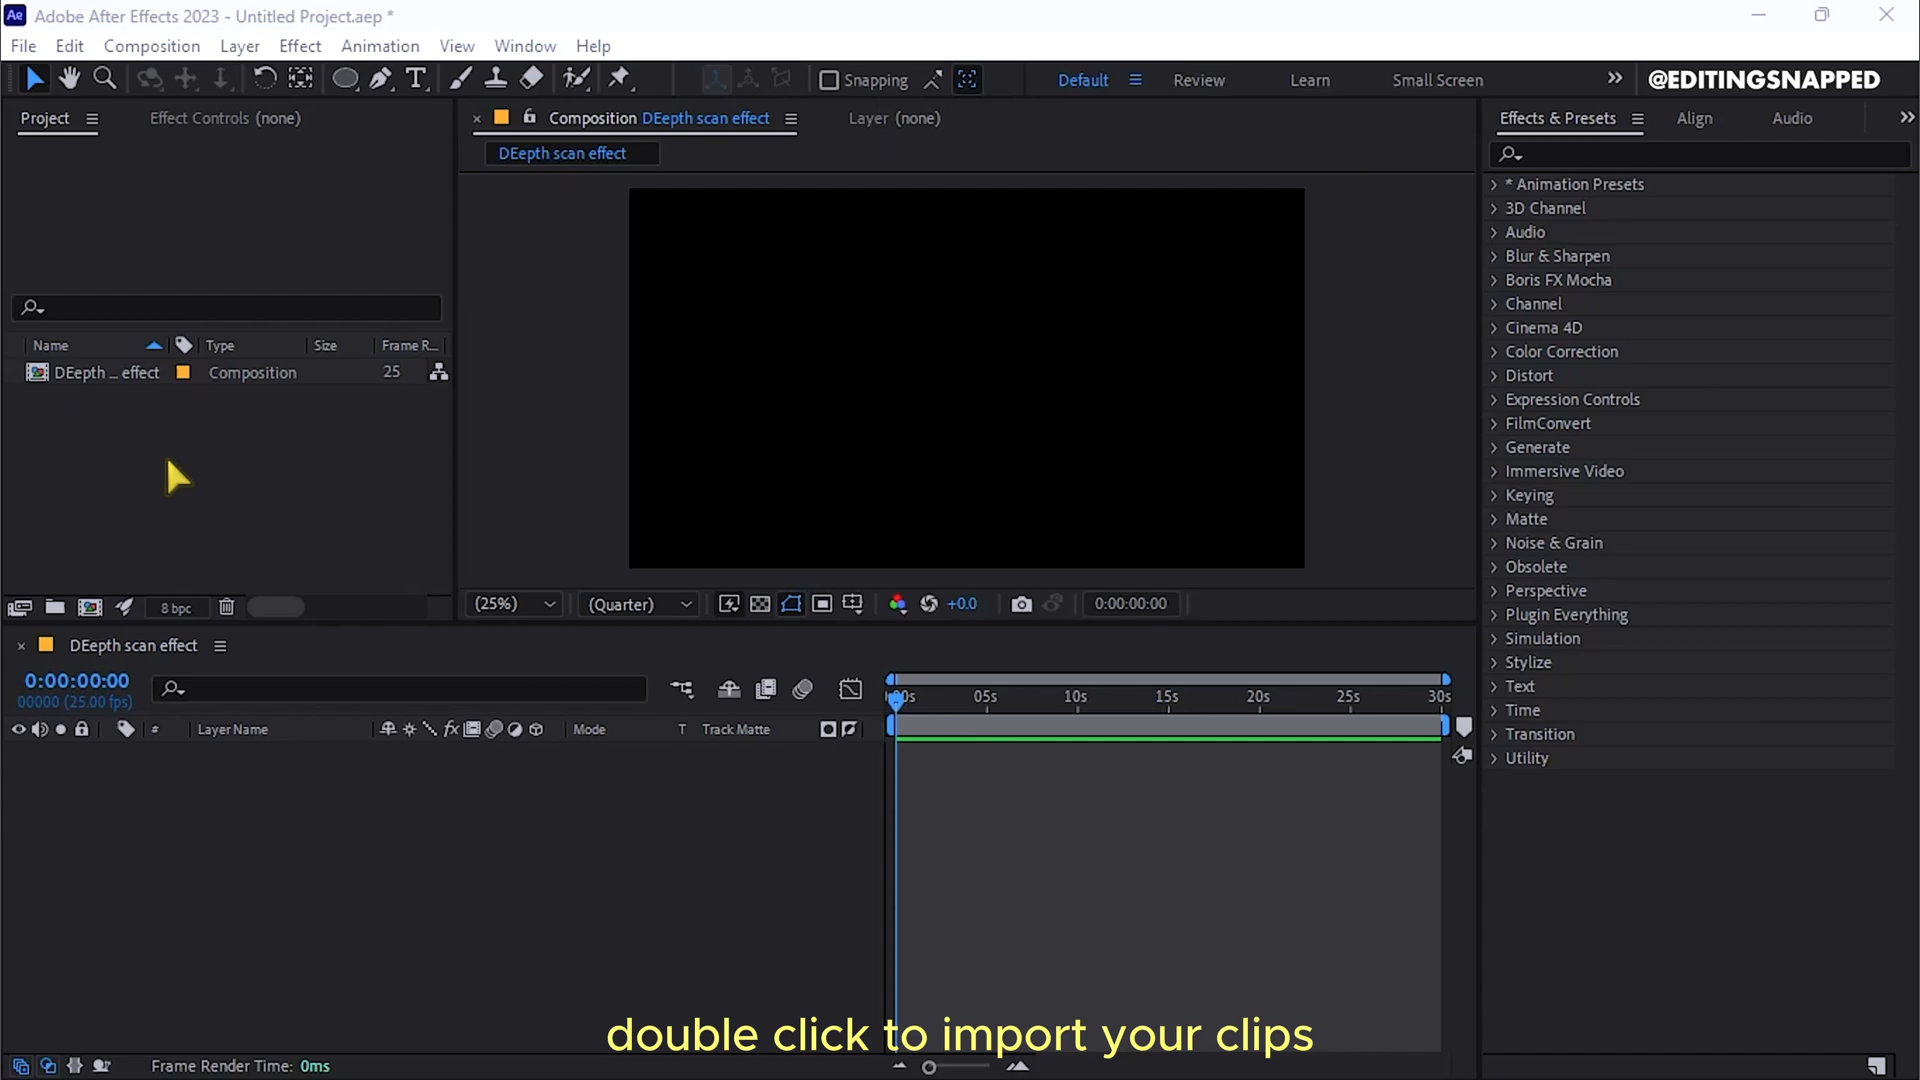 Ae Adobe After Effects 2023 - Untitled Project.aep *
File Edit Composition Layer Effect Animation View Window Help
Snapping Default Review Learn Small Screen @EDITINGSNAPPED
Project Effect Controls (none)
Composition DEepth scan effect Layer (none)
Effects & Presets Align Audio
DEepth scan effect
* Animation Presets
3D Channel
Audio
Blur & Sharpen
Boris FX Mocha
Channel
Cinema 4D
Color Correction
Distort
Expression Controls
FilmConvert
Generate
Immersive Video
Keying
Matte
Noise & Grain
Obsolete
Perspective
Plugin Everything
Simulation
Stylize
Text
Time
Transition
Utility
Name Type Size Frame R...
DEepth ... effect Composition 25
8 bpc
(25%) (Quarter) +0.0 0:00:00:00
DEepth scan effect
0:00:00:00
00000 (25.00 fps)
:00s 05s 10s 15s 20s 25s 30s
# Layer Name fx Mode T Track Matte
double click to import your clips
Frame Render Time: 0ms